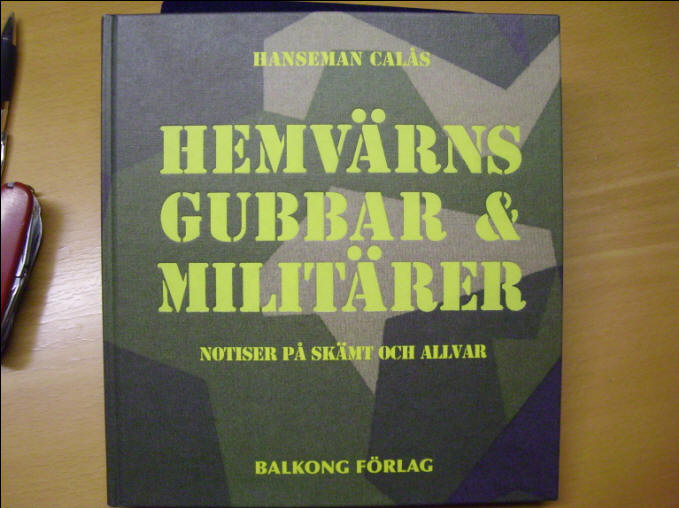 HANSEMAN CALÅS
HEMVÄRNS
GUBBAR &
MILITÄRER
NOTISER PÅ SKÄMT OCH ALLVAR
BALKONG FÖRLAG